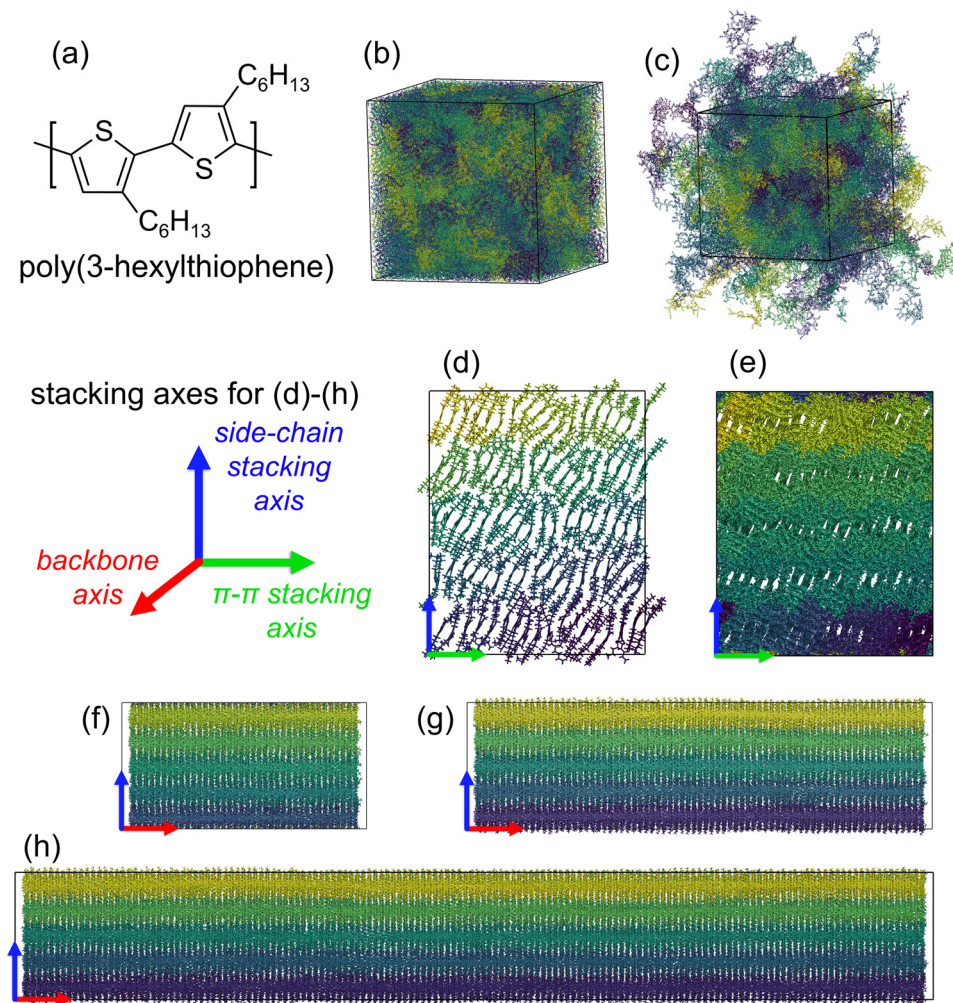 (a)
C6H13
S
S
C6H13
poly(3-hexylthiophene)
(b)
(c)
stacking axes for (d)-(h)
side-chain
stacking
axis
backbone
axis
π-π stacking
axis
(d)
(e)
(f)
(g)
(h)